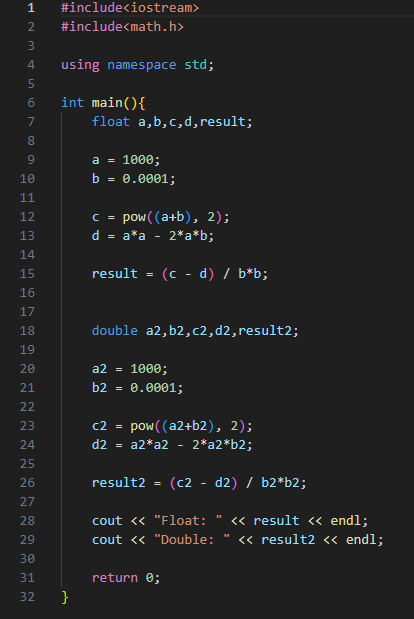 1 #include<iostream>
2 #include<math.h>
3
4 using namespace std;
5
6 int main(){
7     float a,b,c,d,result;
8
9     a = 1000;
10     b = 0.0001;
11
12     c = pow((a+b), 2);
13     d = a*a - 2*a*b;
14
15     result = (c - d) / b*b;
16
17
18     double a2,b2,c2,d2,result2;
19
20     a2 = 1000;
21     b2 = 0.0001;
22
23     c2 = pow((a2+b2), 2);
24     d2 = a2*a2 - 2*a2*b2;
25
26     result2 = (c2 - d2) / b2*b2;
27
28     cout << "Float: " << result << endl;
29     cout << "Double: " << result2 << endl;
30
31     return 0;
32 }